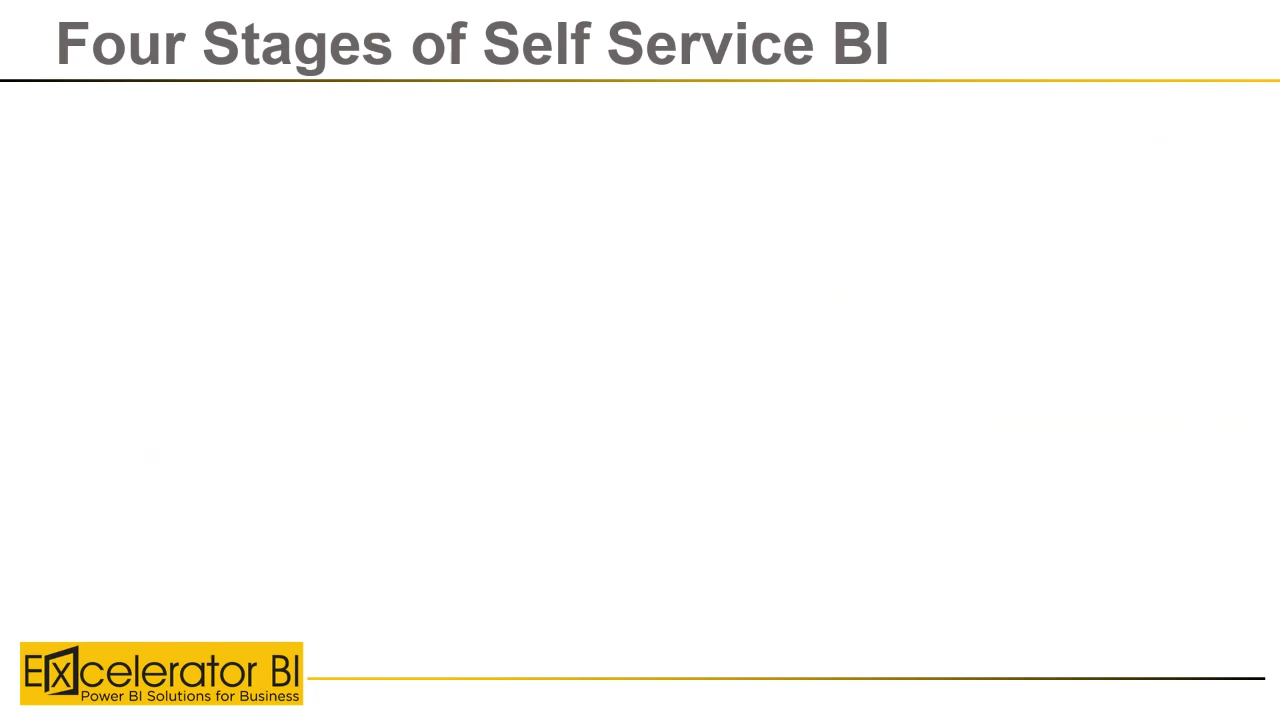 Four Stages of Self Service BI
Excelerator BI
Power BI Solutions for Business